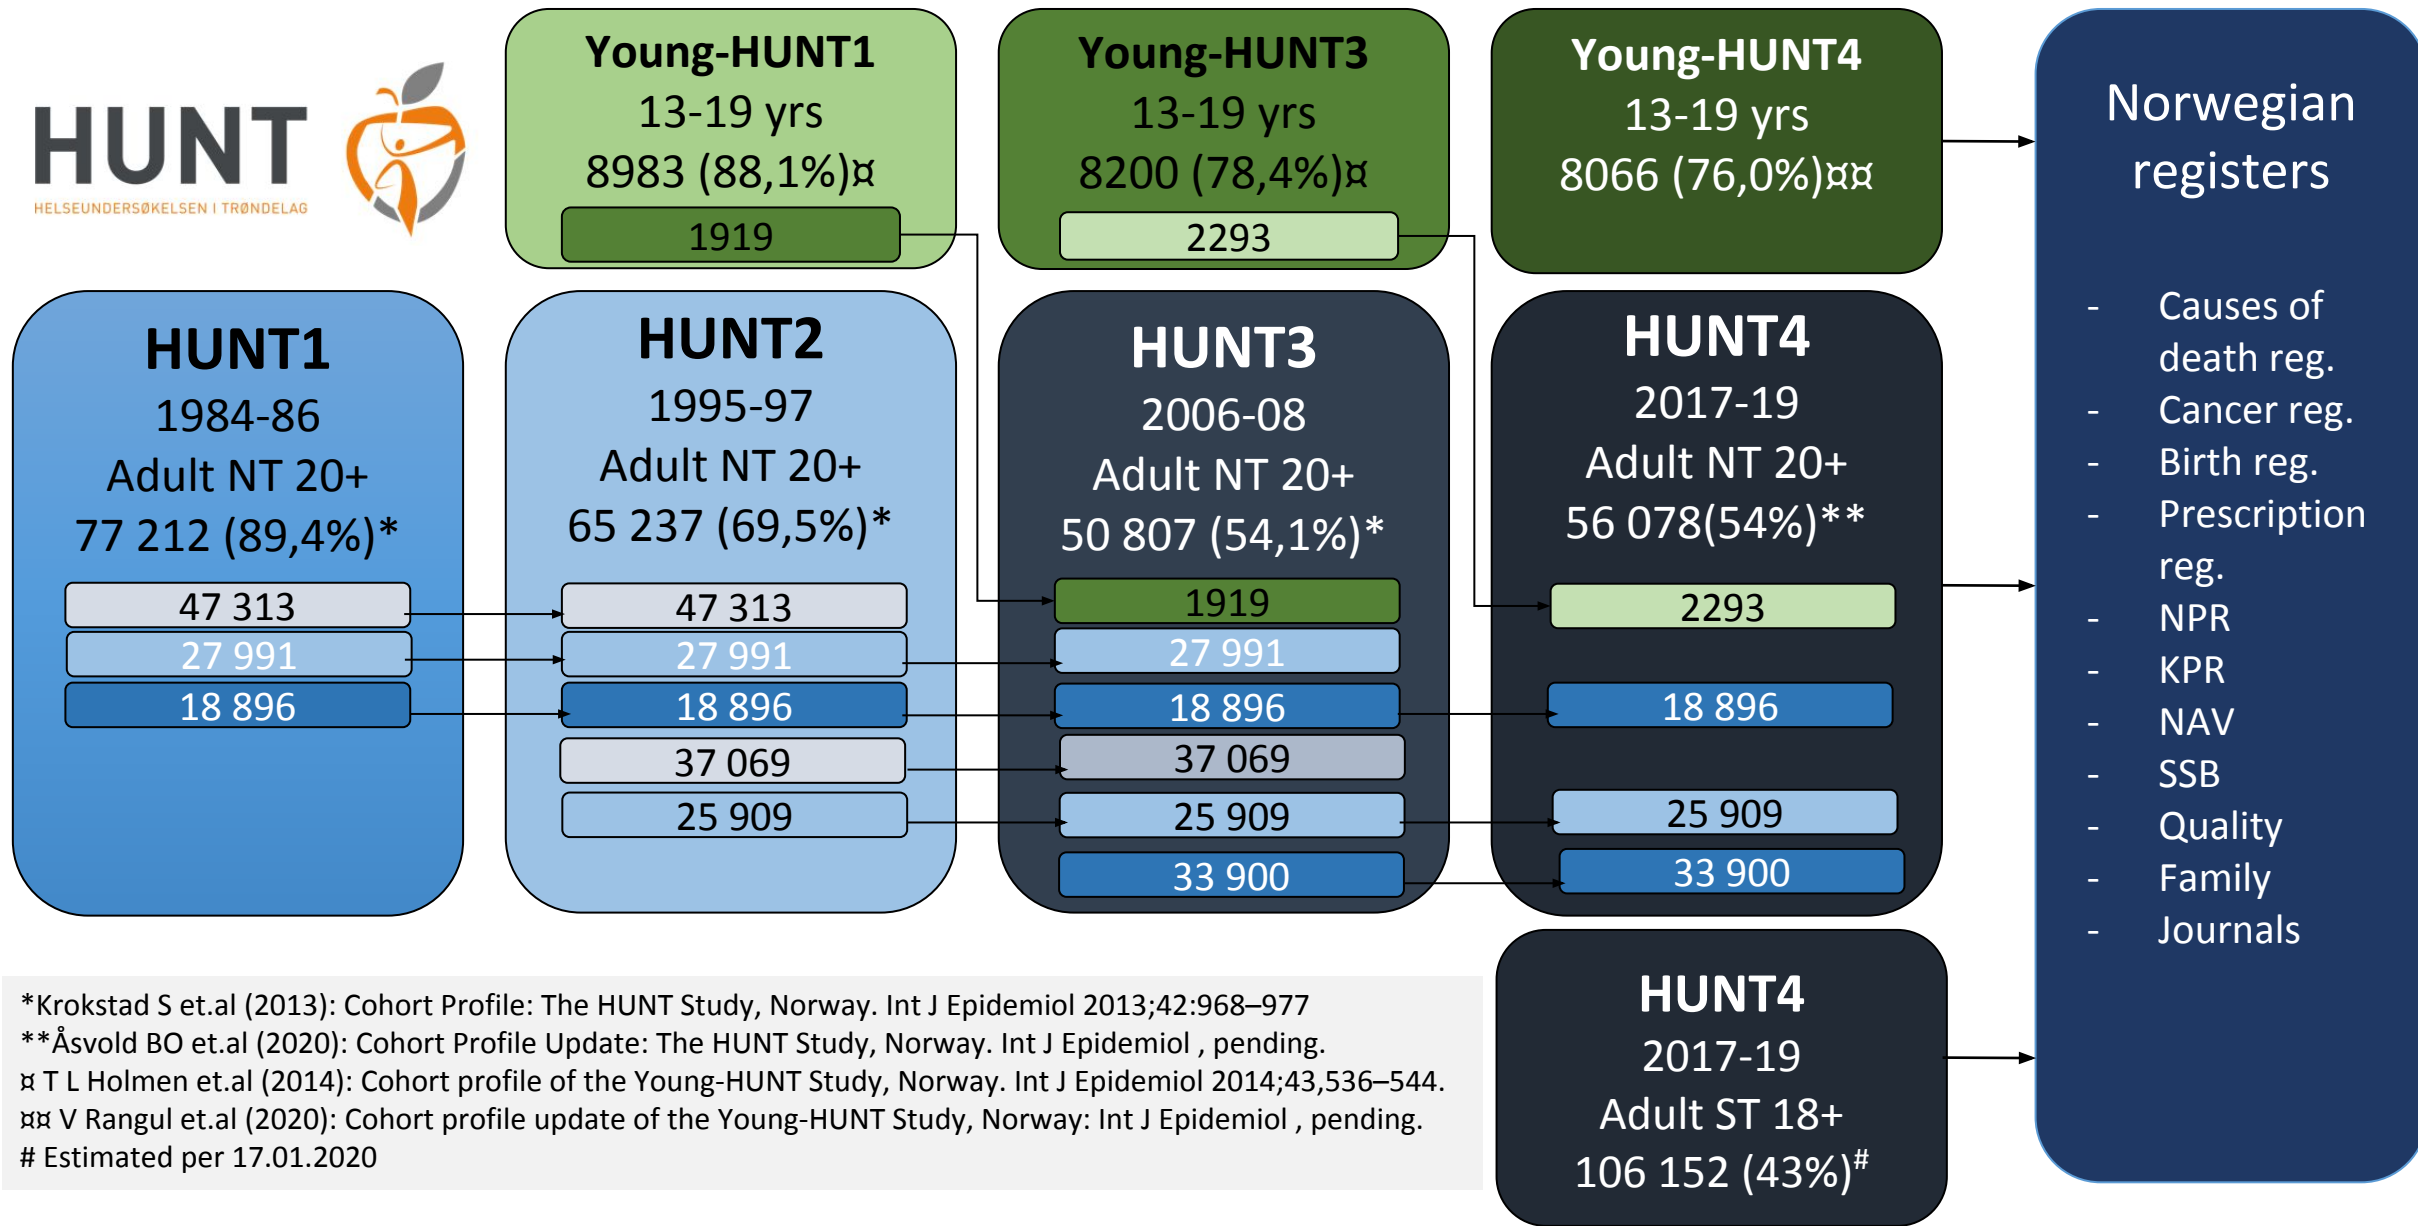 HUNT
HELSEUNDERSØKELSEN I TRØNDELAG
Young-HUNT1
13-19 yrs
8983 (88,1%)¤
1919
Young-HUNT3
13-19 yrs
8200 (78,4%)¤
2293
Young-HUNT4
13-19 yrs
8066 (76,0%)¤¤
HUNT1
1984-86
Adult NT 20+
77 212 (89,4%)*
47 313
27 991
18 896
HUNT2
1995-97
Adult NT 20+
65 237 (69,5%)*
47 313
27 991
18 896
37 069
25 909
HUNT3
2006-08
Adult NT 20+
50 807 (54,1%)*
1919
27 991
18 896
37 069
25 909
33 900
HUNT4
2017-19
Adult NT 20+
56 078(54%)**
2293
18 896
25 909
33 900
HUNT4
2017-19
Adult ST 18+
106 152 (43%)#
Norwegian
registers
- Causes of
death reg.
- Cancer reg.
- Birth reg.
- Prescription
reg.
- NPR
- KPR
- NAV
- SSB
- Quality
- Family
- Journals
*Krokstad S et.al (2013): Cohort Profile: The HUNT Study, Norway. Int J Epidemiol 2013;42:968–977
**Åsvold BO et.al (2020): Cohort Profile Update: The HUNT Study, Norway. Int J Epidemiol , pending.
¤ T L Holmen et.al (2014): Cohort profile of the Young-HUNT Study, Norway. Int J Epidemiol 2014;43,536–544.
¤¤ V Rangul et.al (2020): Cohort profile update of the Young-HUNT Study, Norway: Int J Epidemiol , pending.
# Estimated per 17.01.2020